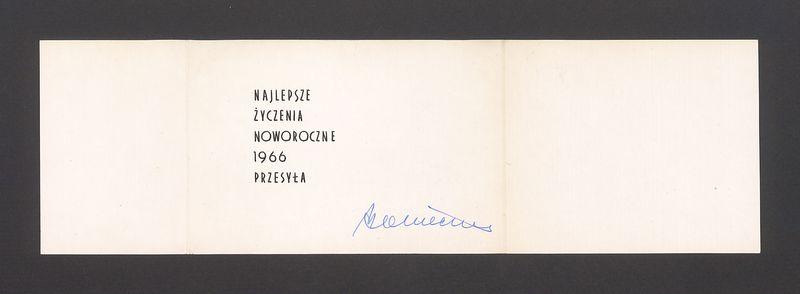 NAJLEPSZE
ŻYCZENIA
NOWOROCZNE
1966
PRZESYŁA